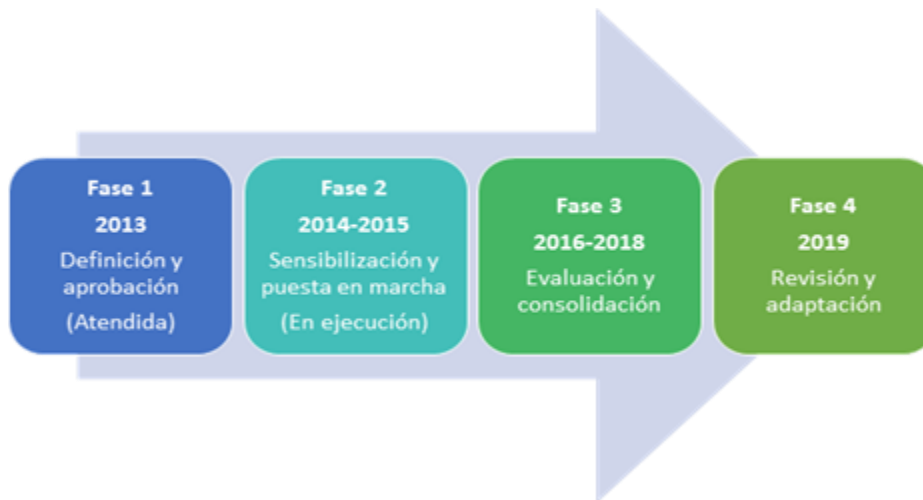 Fase 1
2013
Definición y
aprobación
(Atendida)
Fase 2
2014-2015
Sensibilización y
puesta en marcha
(En ejecución)
Fase 3
2016-2018
Evaluación y
consolidación
Fase 4
2019
Revisión y
adaptación